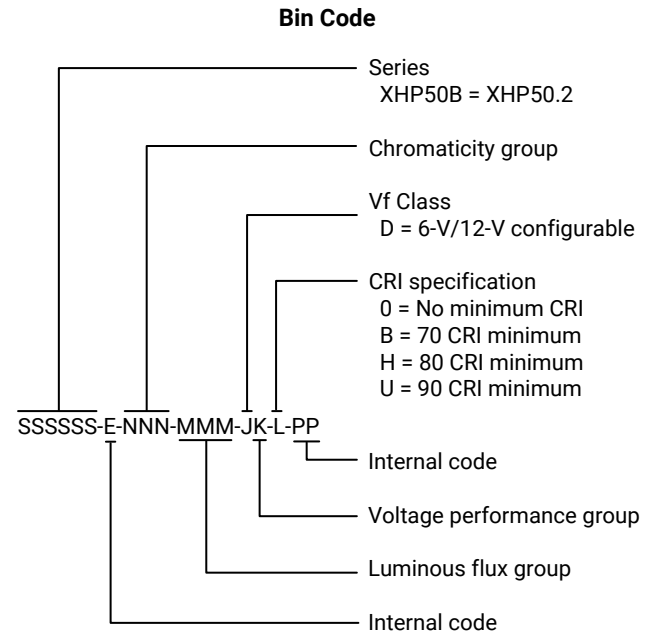 Bin Code
Series
XHP50B = XHP50.2
Chromaticity group
Vf Class
D = 6-V/12-V configurable
CRI specification
0 = No minimum CRI
B = 70 CRI minimum
H = 80 CRI minimum
U = 90 CRI minimum
SSSSSS-E-NNN-MMM-JK-L-PP
Internal code
Voltage performance group
Luminous flux group
Internal code